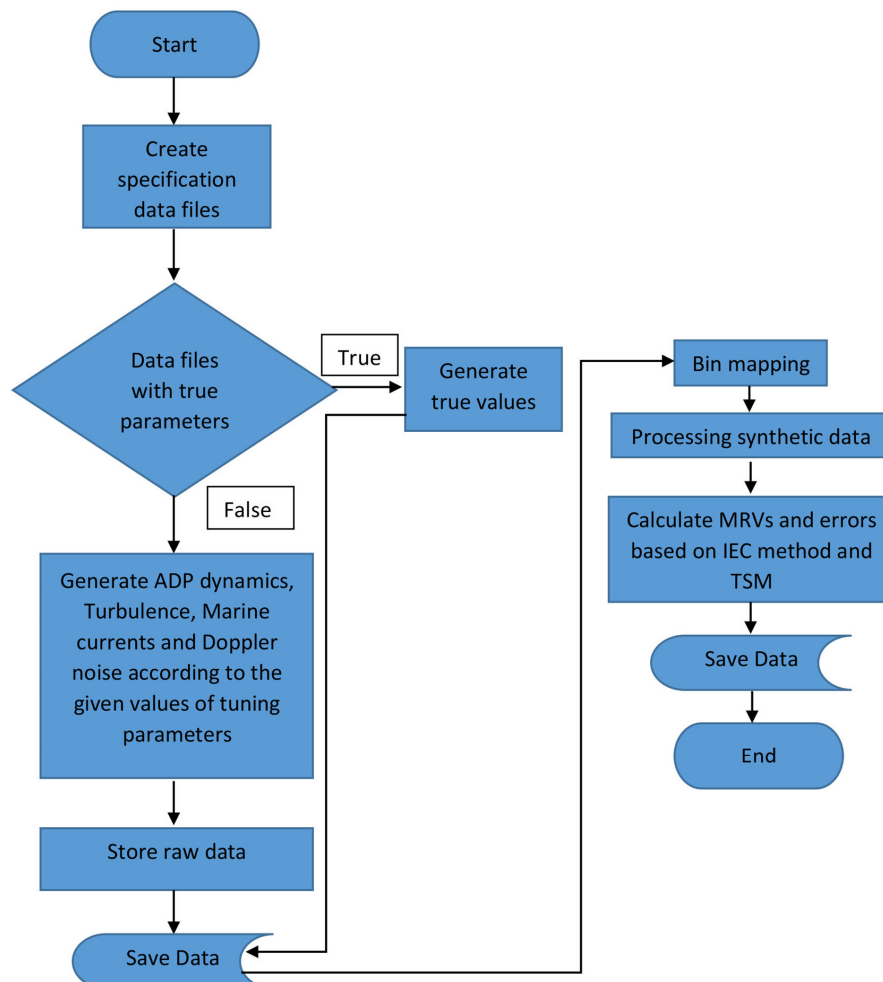 Start
Create
specification
data files
Data files
with true
parameters
True
Generate
true values
False
Generate ADP dynamics,
Turbulence, Marine
currents and Doppler
noise according to the
given values of tuning
parameters
Store raw data
Save Data
Bin mapping
Processing synthetic data
Calculate MRVs and errors
based on IEC method and
TSM
Save Data
End